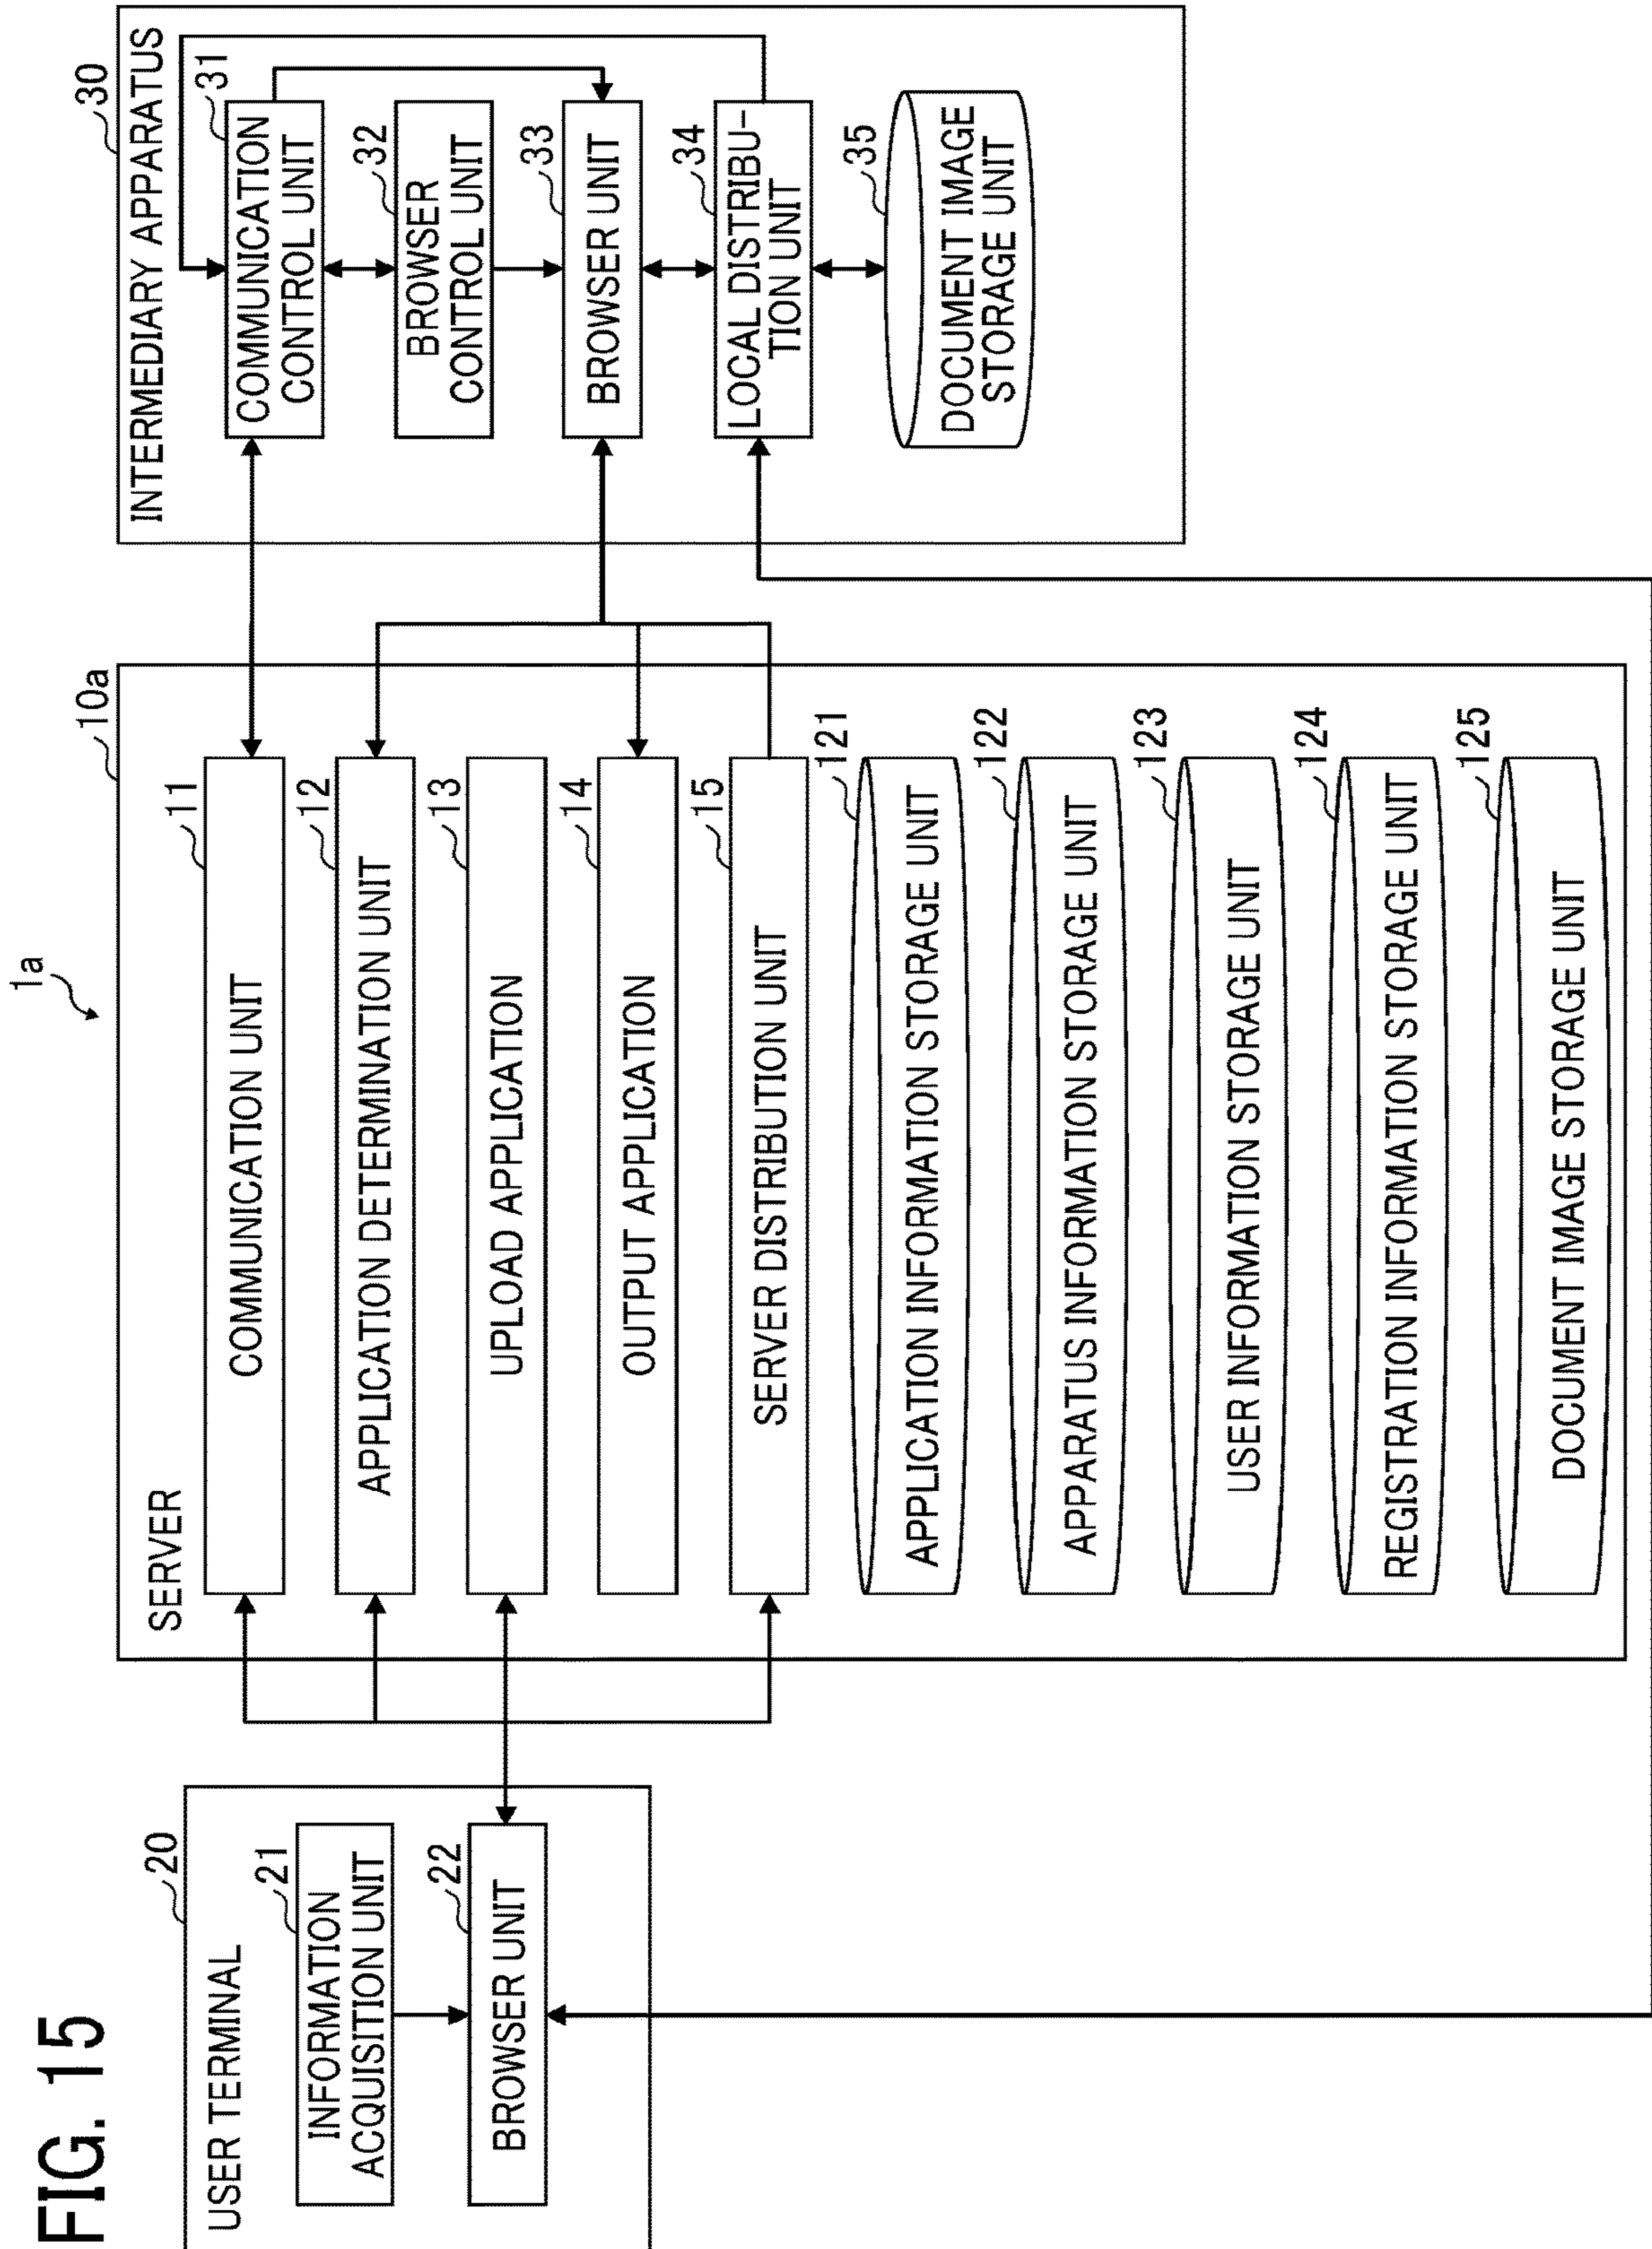 FIG. 15
1a
USER TERMINAL
20
INFORMATION
ACQUISITION UNIT
21
BROWSER UNIT
22
SERVER
10a
COMMUNICATION UNIT
11
APPLICATION DETERMINATION UNIT
12
UPLOAD APPLICATION
13
OUTPUT APPLICATION
14
SERVER DISTRIBUTION UNIT
15
APPLICATION INFORMATION STORAGE UNIT
121
APPARATUS INFORMATION STORAGE UNIT
122
USER INFORMATION STORAGE UNIT
123
REGISTRATION INFORMATION STORAGE UNIT
124
DOCUMENT IMAGE STORAGE UNIT
125
INTERMEDIARY APPARATUS
30
COMMUNICATION
CONTROL UNIT
31
BROWSER
CONTROL UNIT
32
BROWSER UNIT
33
LOCAL DISTRIBU-
TION UNIT
34
DOCUMENT IMAGE
STORAGE UNIT
35